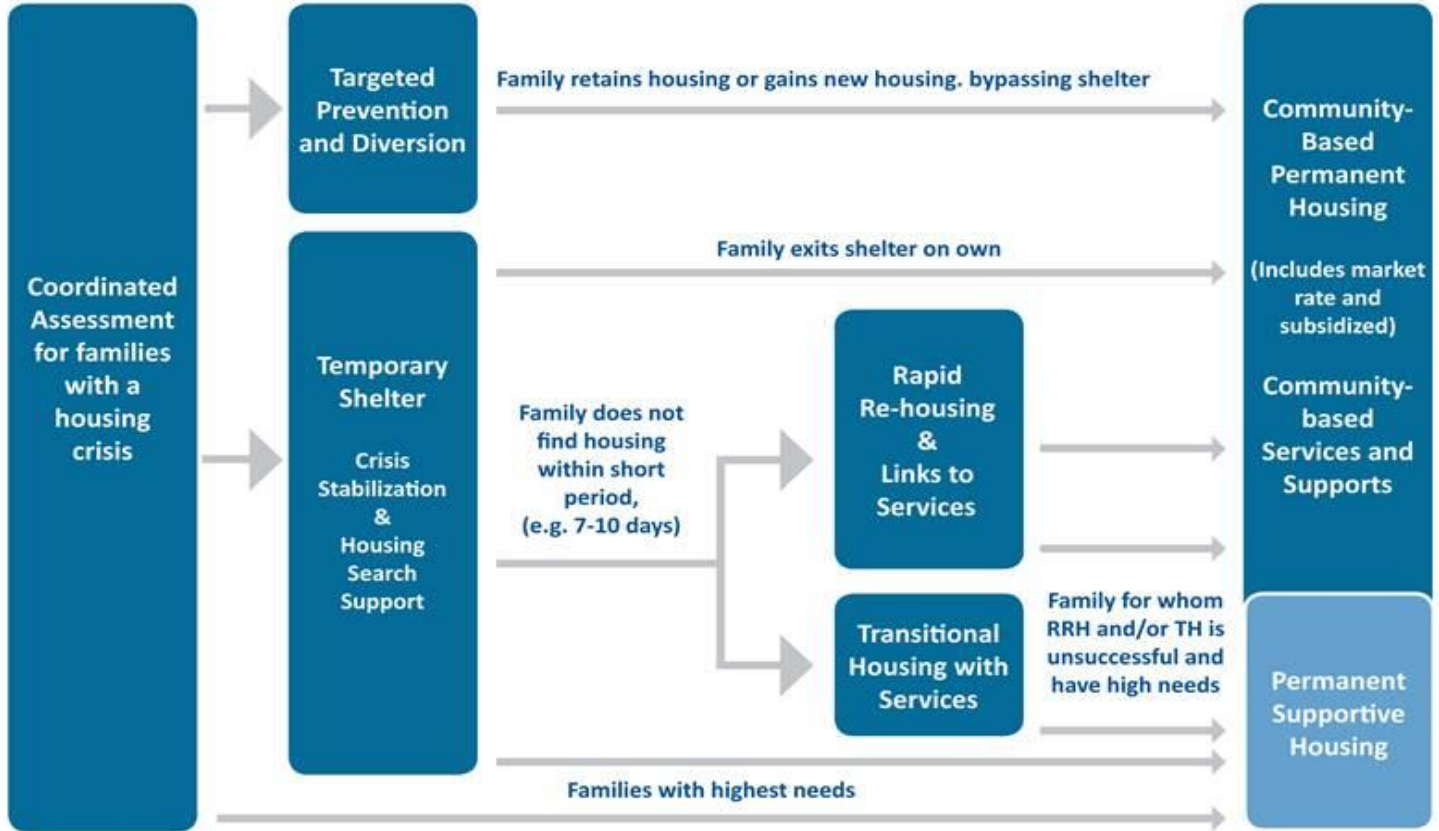 Coordinated
Assessment
for families
with a
housing
crisis
Targeted
Prevention
and Diversion
Family retains housing or gains new housing. bypassing shelter
Temporary
Shelter
Crisis
Stabilization
&
Housing
Search
Support
Family exits shelter on own
Family does not
find housing
within short
period,
(e.g. 7-10 days)
Rapid
Re-housing
&
Links to
Services
Transitional
Housing with
Services
Family for whom
RRH and/or TH is
unsuccessful and
have high needs
Families with highest needs
Community-
Based
Permanent
Housing
(Includes market
rate and
subsidized)
Community-
based
Services and
Supports
Permanent
Supportive
Housing